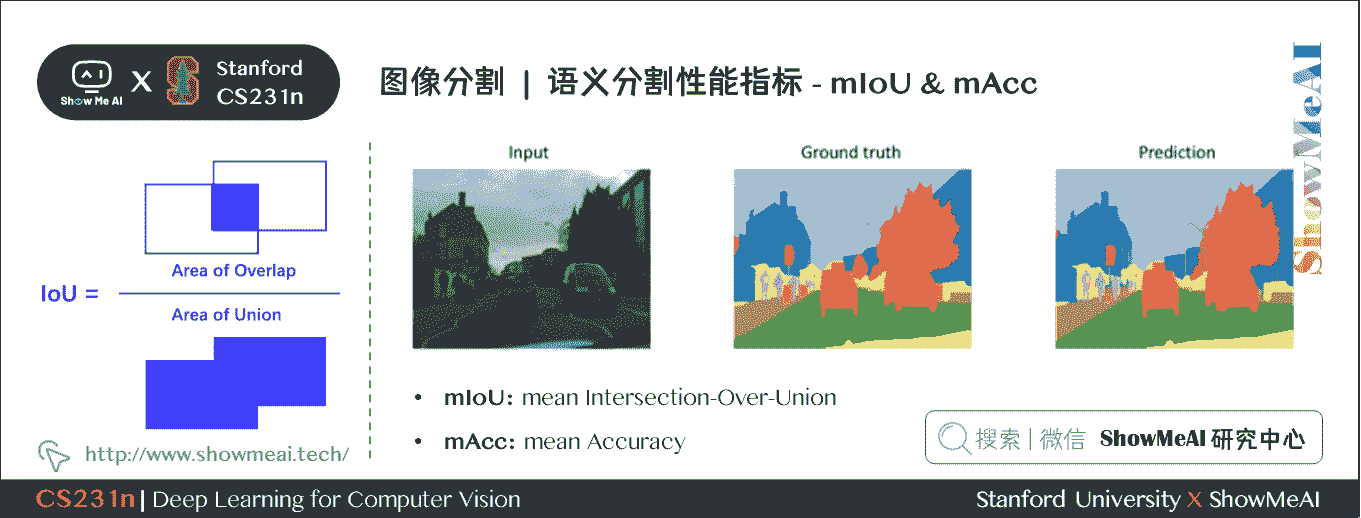 Show Me AI
X
Stanford
CS231n
图像分割 | 语义分割性能指标 - mIoU & mAcc
ShowMeAI
Area of Overlap
IoU =
Area of Union
Input
Ground truth
Prediction
• mIoU: mean Intersection-Over-Union
• mAcc: mean Accuracy
http://www.showmeai.tech/
搜索 | 微信 ShowMeAI 研究中心
CS231n | Deep Learning for Computer Vision
Stanford University X ShowMeAI